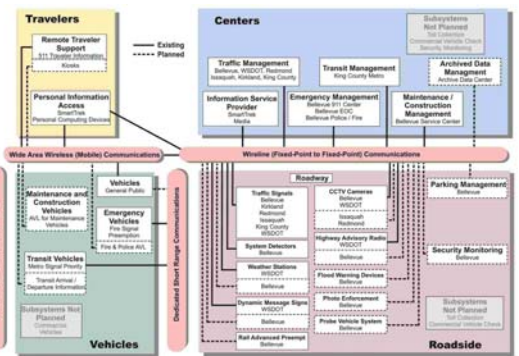 Travelers
Remote Traveler
Support
511 Traveler Information
Kiosks
Personal Information
Access
SmartTrek
Personal Computing Devices
Existing
Planned
Centers
Traffic Management
Bellevue, WSDOT, Redmond
Issaquah, Kirkland, King County
Transit Management
King County Metro
Subsystems
Not Planned
Toll Collection
Commercial Vehicle Check
Security Monitoring
Archived Data
Managment
Archive Data Center
Information Service
Provider
SmartTrek
Media
Emergency Management
Bellevue 911 Center
Bellevue EOC
Bellevue Police / Fire
Maintenance /
Construction Management
Bellevue Service Center
Wide Area Wireless (Mobile) Communications
Wireline (Fixed-Point to Fixed-Point) Communications
Maintenance and
Construction
Vehicles
AVL for Maintenance
Vehicles
Vehicles
General Public
Emergency
Vehicles
Fire Signal
Preemption
Fire & Police AVL
Transit Vehicles
Metro Signal Priority
Transit Arrival /
Departure Information
Subsystems Not
Planned
Commercial
Vehicles
Vehicles
Dedicated Short Range Communications
Roadway
Traffic Signals
Bellevue
Kirkland
Redmond
Issaquah
King County
WSDOT
System Detectors
Bellevue
Weather Stations
WSDOT
Bellevue
Dynamic Message Signs
WSDOT
Bellevue
Rail Advanced Preempt
Bellevue
CCTV Cameras
Bellevue
WSDOT
Issaquah
Redmond
Highway Advisory Radio
WSDOT
Bellevue
Flood Warning Devices
Bellevue
Photo Enforcement
Bellevue
Probe Vehicle System
Bellevue
Parking Management
Bellevue
Security Monitoring
Bellevue
Subsystems
Not Planned
Toll Collection
Commercial Vehicle Check
Roadside